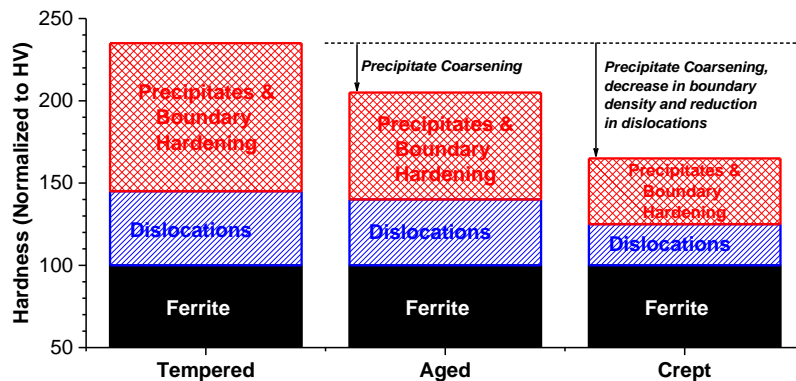 250
200
150
100
50
Hardness (Normalized to HV)
Precipitates &
Boundary
Hardening
Dislocations
Ferrite
Tempered
Precipitate Coarsening
Precipitates &
Boundary
Hardening
Dislocations
Ferrite
Aged
Precipitate Coarsening,
decrease in boundary
density and reduction
in dislocations
Precipitates &
Boundary
Hardening
Dislocations
Ferrite
Crept